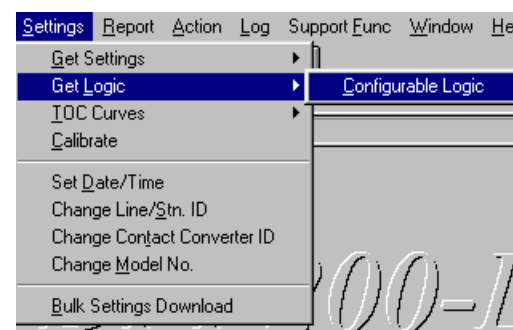 Settings Report Action Log Support Func Window He
Get Settings
Get Logic
Configurable Logic
TOC Curves
Calibrate
Set Date/Time
Change Line/Stn. ID
Change Contact Converter ID
Change Model No.
Bulk Settings Download